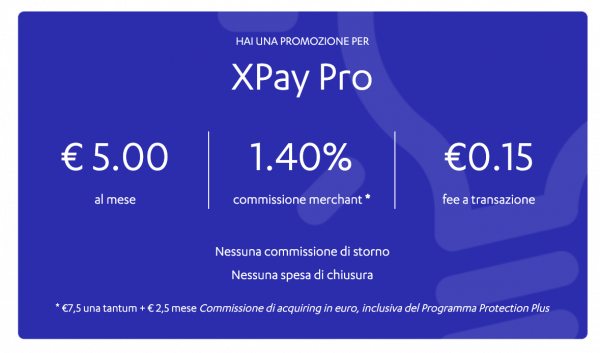 HAI UNA PROMOZIONE PER
XPay Pro
€ 5.00
al mese
1.40%
commissione merchant *
€0.15
fee a transazione
Nessuna commissione di storno
Nessuna spesa di chiusura
* €7,5 una tantum + € 2,5 mese Commissione di acquiring in euro, inclusiva del Programma Protection Plus